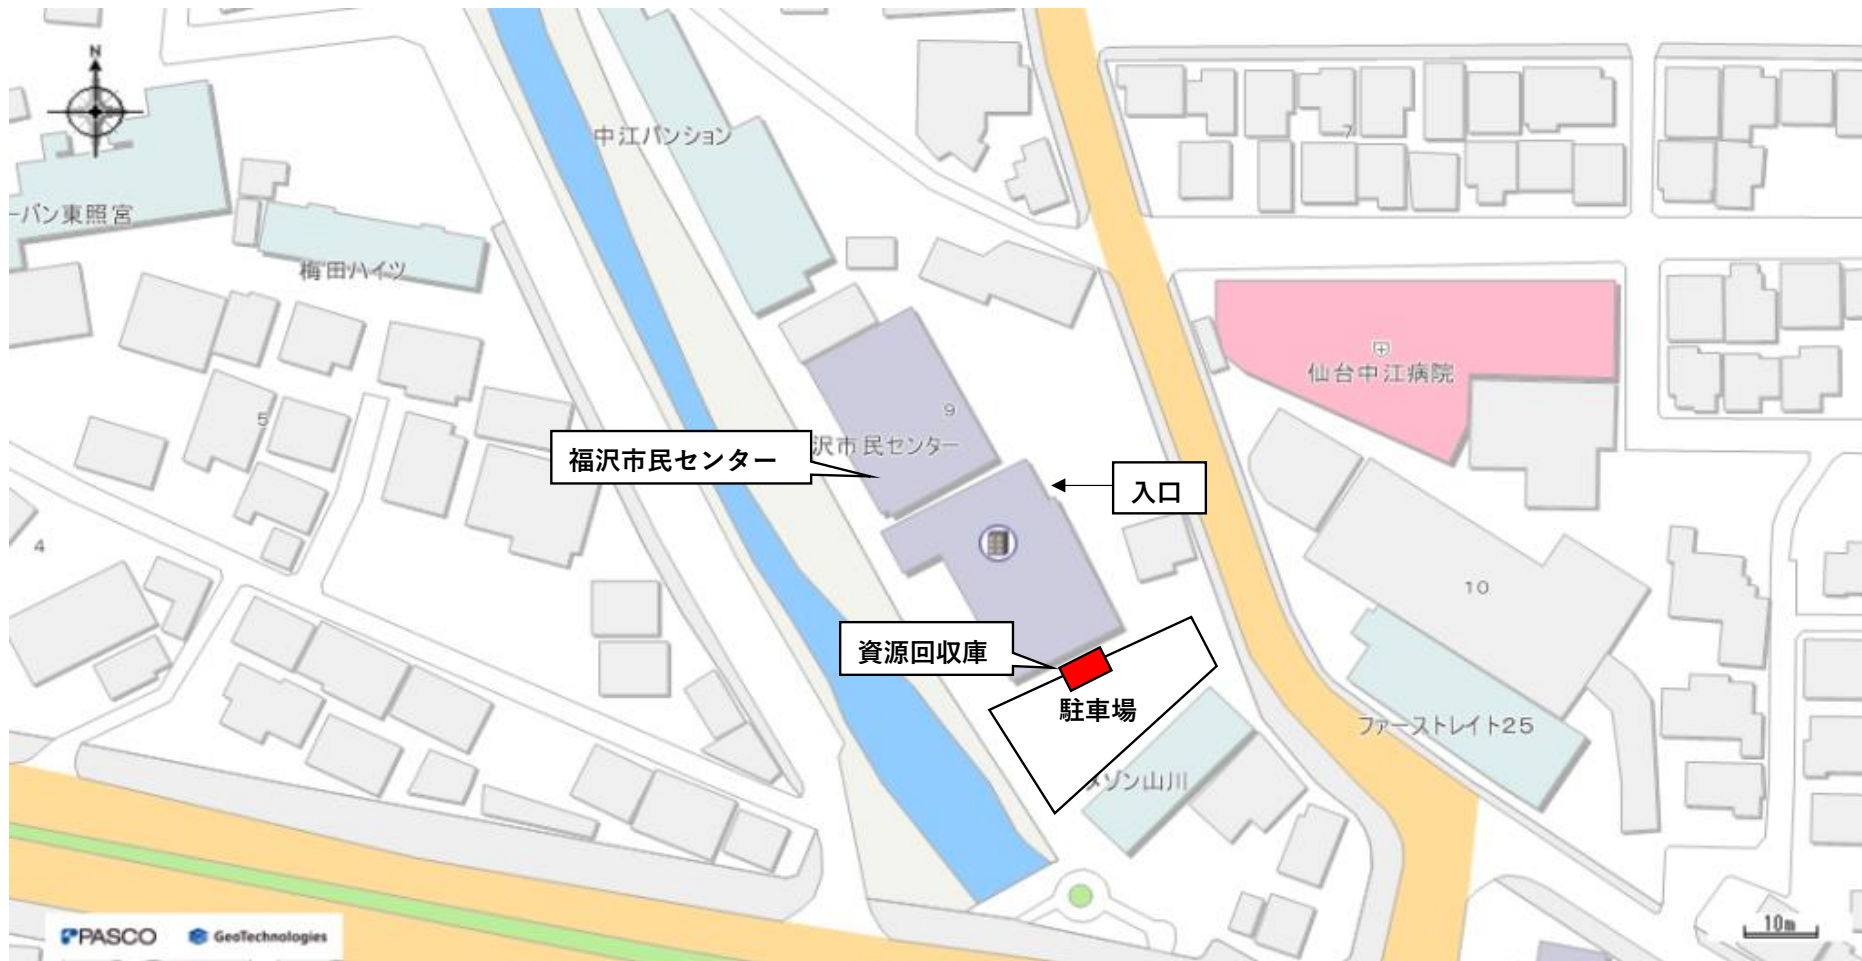 N
中江パンション
7
ーバン東照宮
梅田ハイツ
仙台中江病院
9
5
沢市民センター
福沢市民センター
入口
4
10
資源回収庫
駐車場
ファーストレイト25
メゾン山川
PASCO
GeoTechnologies
10m